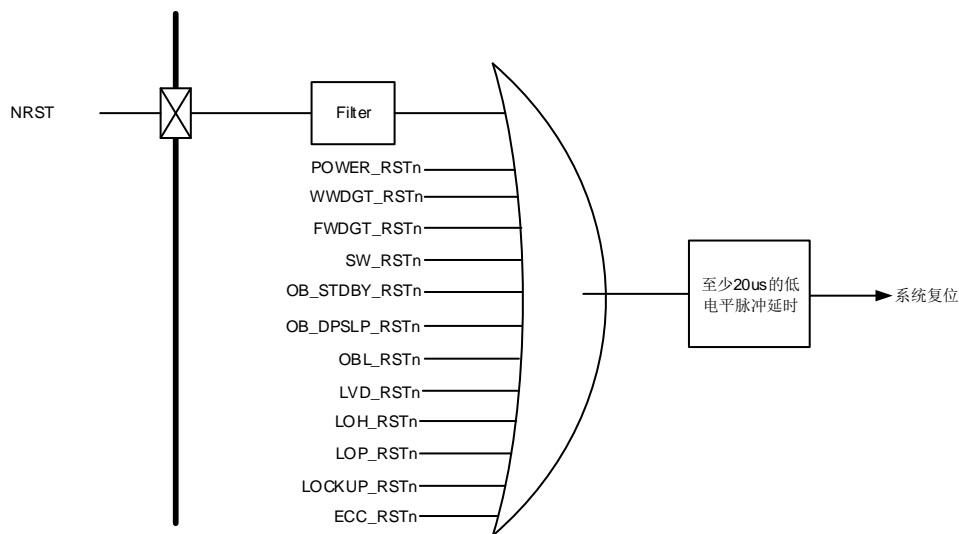 NRST
Filter
POWER_RSTn
WWDGT_RSTn
FWDGT_RSTn
SW_RSTn
OB_STDBY_RSTn
OB_DPSLP_RSTn
OBL_RSTn
LVD_RSTn
LOH_RSTn
LOP_RSTn
LOCKUP_RSTn
ECC_RSTn
至少20us的低
电平脉冲延时
系统复位